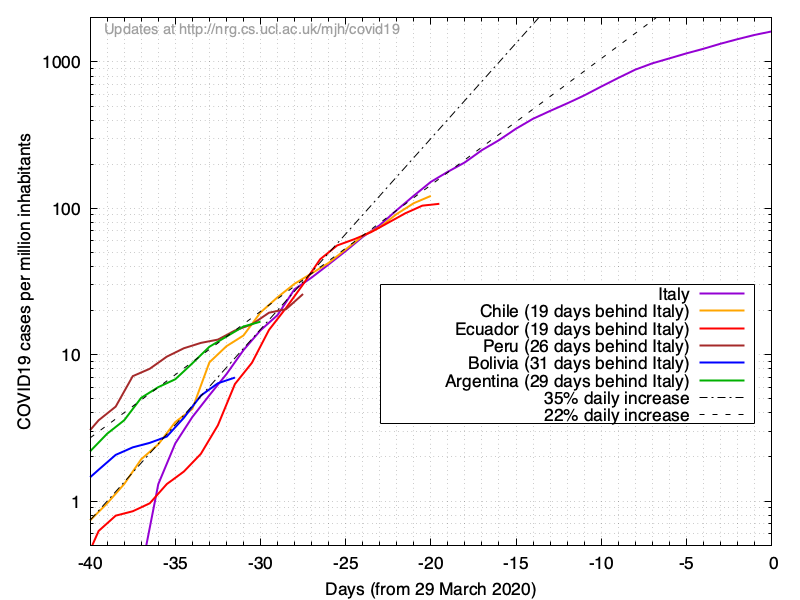 Updates at http://nrg.cs.ucl.ac.uk/mjh/covid19
COVID19 cases per million inhabitants
1000
100
10
1
Italy
Chile (19 days behind Italy)
Ecuador (19 days behind Italy)
Peru (26 days behind Italy)
Bolivia (31 days behind Italy)
Argentina (29 days behind Italy)
35% daily increase
22% daily increase
-40 -35 -30 -25 -20 -15 -10 -5 0
Days (from 29 March 2020)